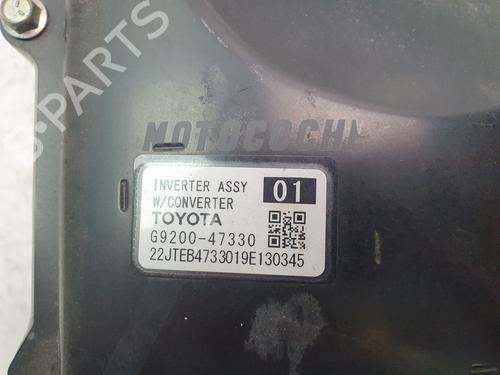 MOTOCOCHE
INVERTER ASSY 01
W/CONVERTER
TOYOTA
G9200-47330
22JTEB4733019E130345
B-PARTS